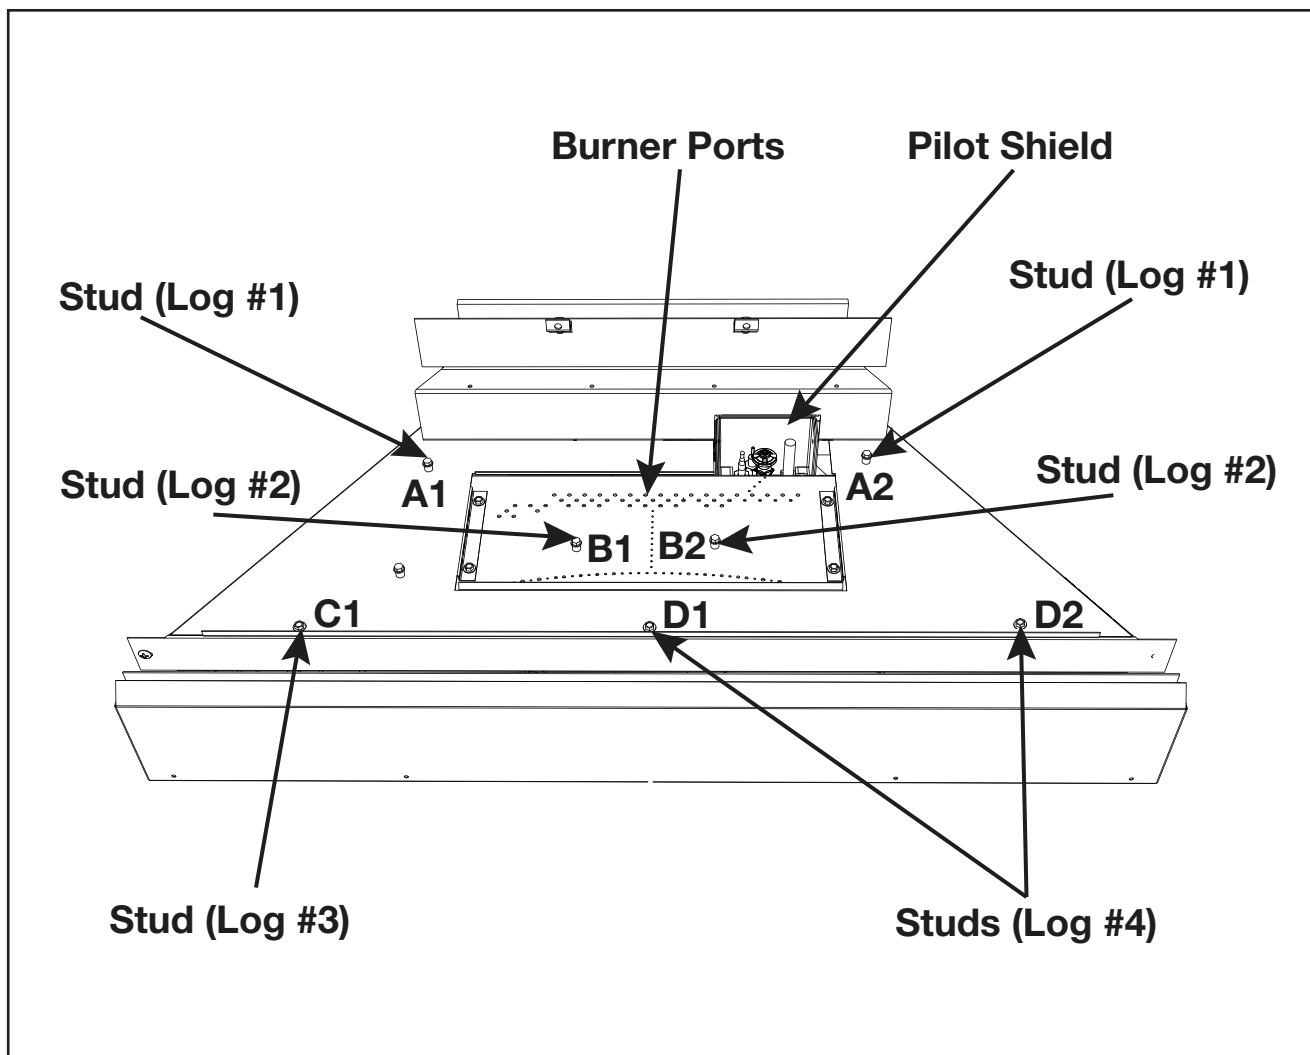 Burner Ports
Pilot Shield
Stud (Log #1)
Stud (Log #1)
Stud (Log #2)
Stud (Log #2)
A1
A2
B1
B2
C1
D1
D2
Stud (Log #3)
Studs (Log #4)